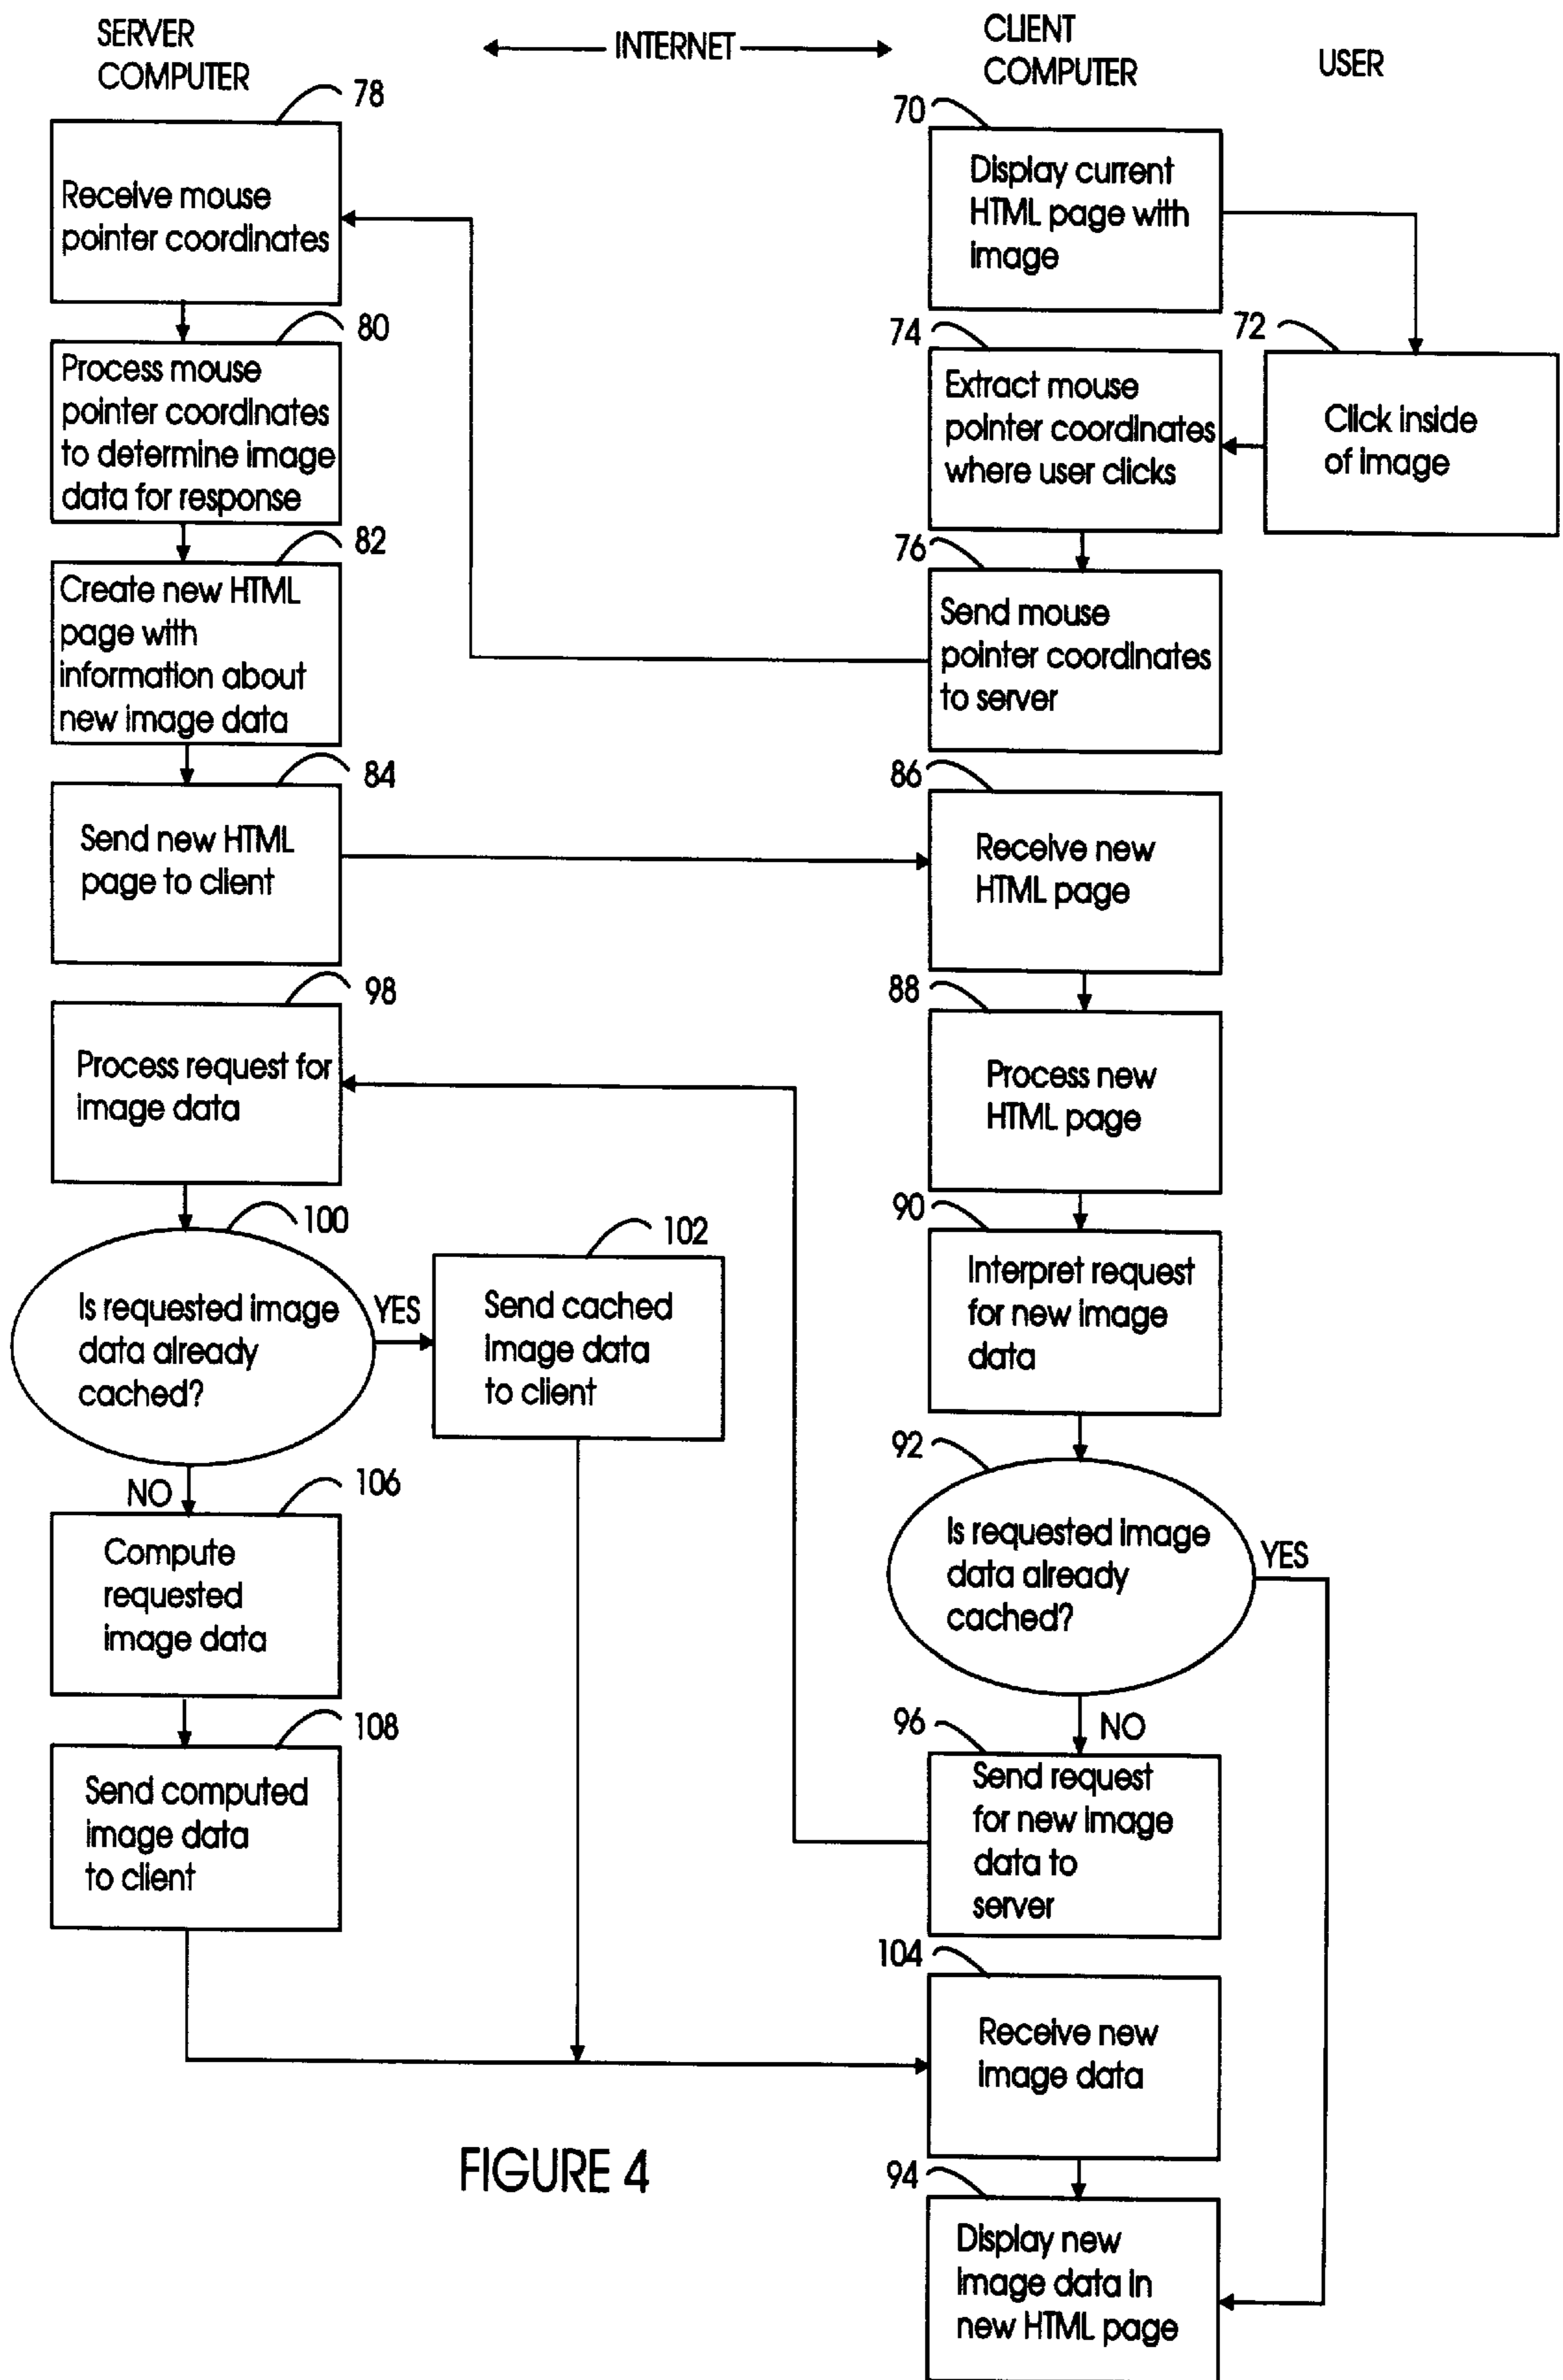 SERVER
COMPUTER
INTERNET
CLIENT
COMPUTER
USER
78
Receive mouse
pointer coordinates
70
Display current
HTML page with
image
80
Process mouse
pointer coordinates
to determine image
data for response
74
Extract mouse
pointer coordinates
where user clicks
72
Click inside
of image
82
Create new HTML
page with
information about
new image data
76
Send mouse
pointer coordinates
to server
84
Send new HTML
page to client
86
Receive new
HTML page
98
Process request for
image data
88
Process new
HTML page
100
Is requested image
data already
cached?
YES
102
Send cached
image data
to client
90
Interpret request
for new image
data
92
Is requested image
data already
cached?
YES
NO
106
Compute
requested
image data
NO
96
Send request
for new image
data to
server
108
Send computed
image data
to client
104
Receive new
image data
94
Display new
image data in
new HTML page
FIGURE 4